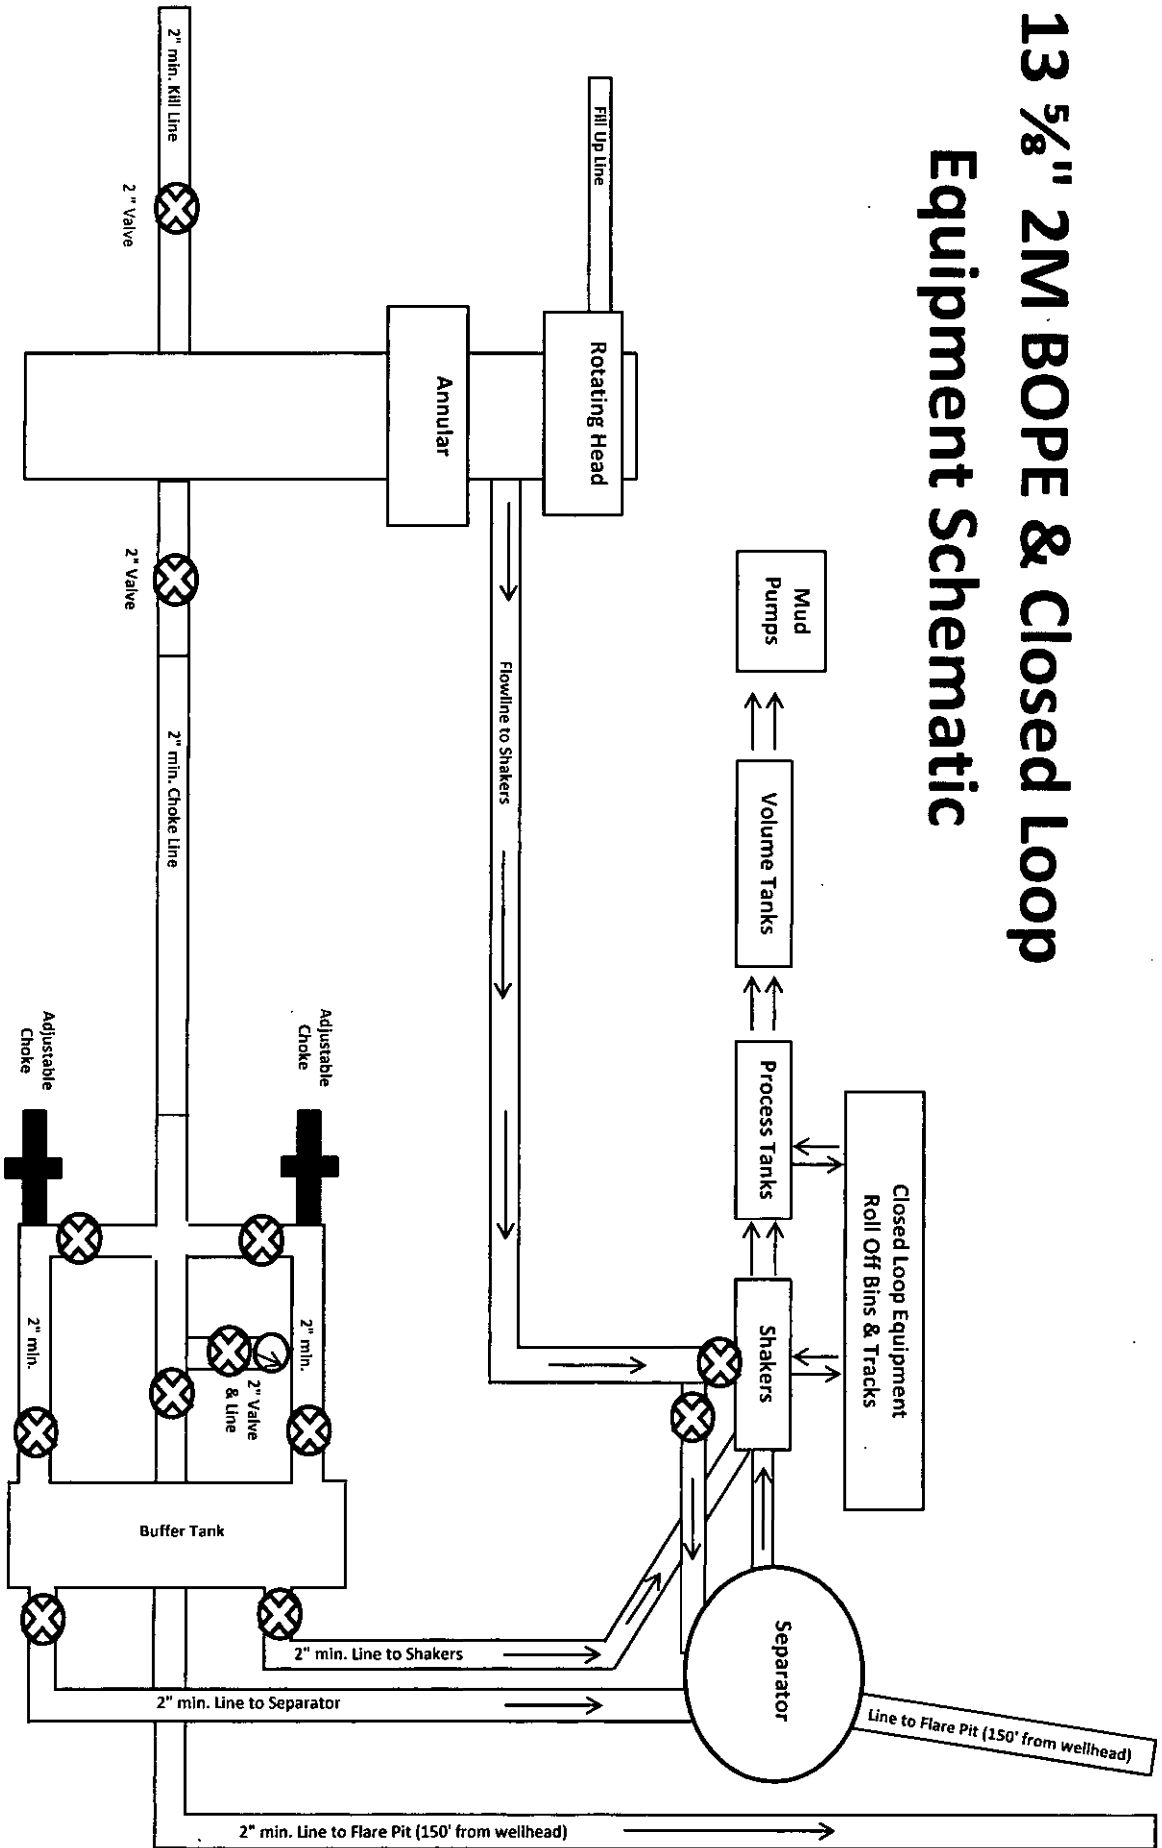 13 ⅝" 2M BOPE & Closed Loop
Equipment Schematic
Closed Loop Equipment
Roll Off Bins & Tracks
Mud
Pumps
Volume Tanks
Process Tanks
Shakers
Separator
Line to Flare Pit (150' from wellhead)
Fill Up Line
Rotating Head
Flowline to Shakers
Annular
Adjustable
Choke
2" min.
2" Valve
& Line
2" min. Kill Line
2 " Valve
2" Valve
2" min. Choke Line
Adjustable
Choke
2" min.
Buffer Tank
2" min. Line to Shakers
2" min. Line to Separator
2" min. Line to Flare Pit (150' from wellhead)